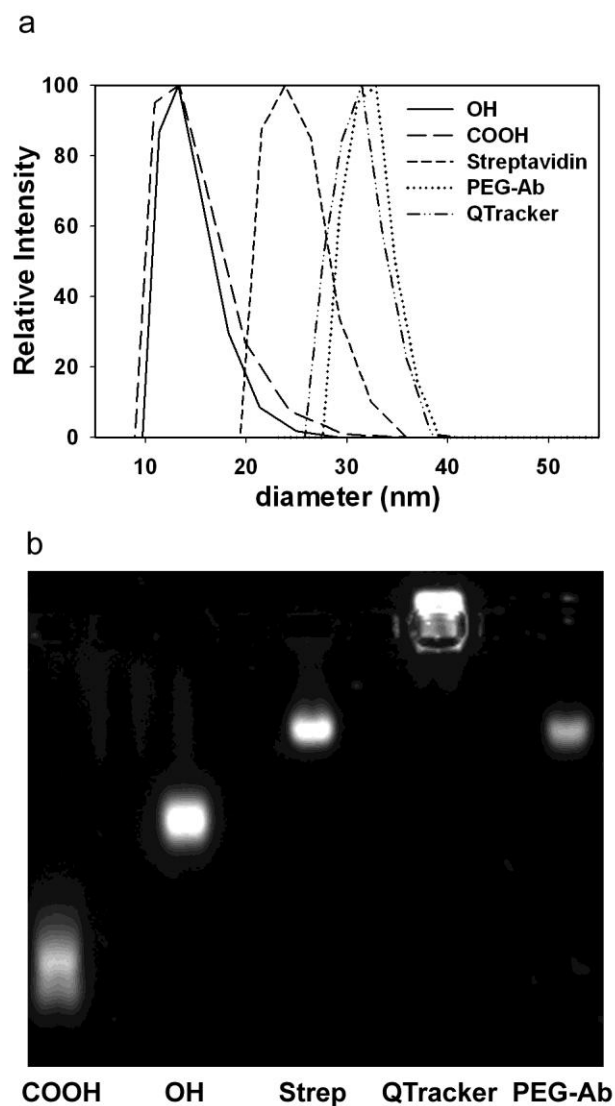 a
100
80
60
40
20
0
Relative Intensity
10 20 30 40 50
diameter (nm)
OH
COOH
Streptavidin
PEG-Ab
QTracker
b
COOH OH Strep QTracker PEG-Ab